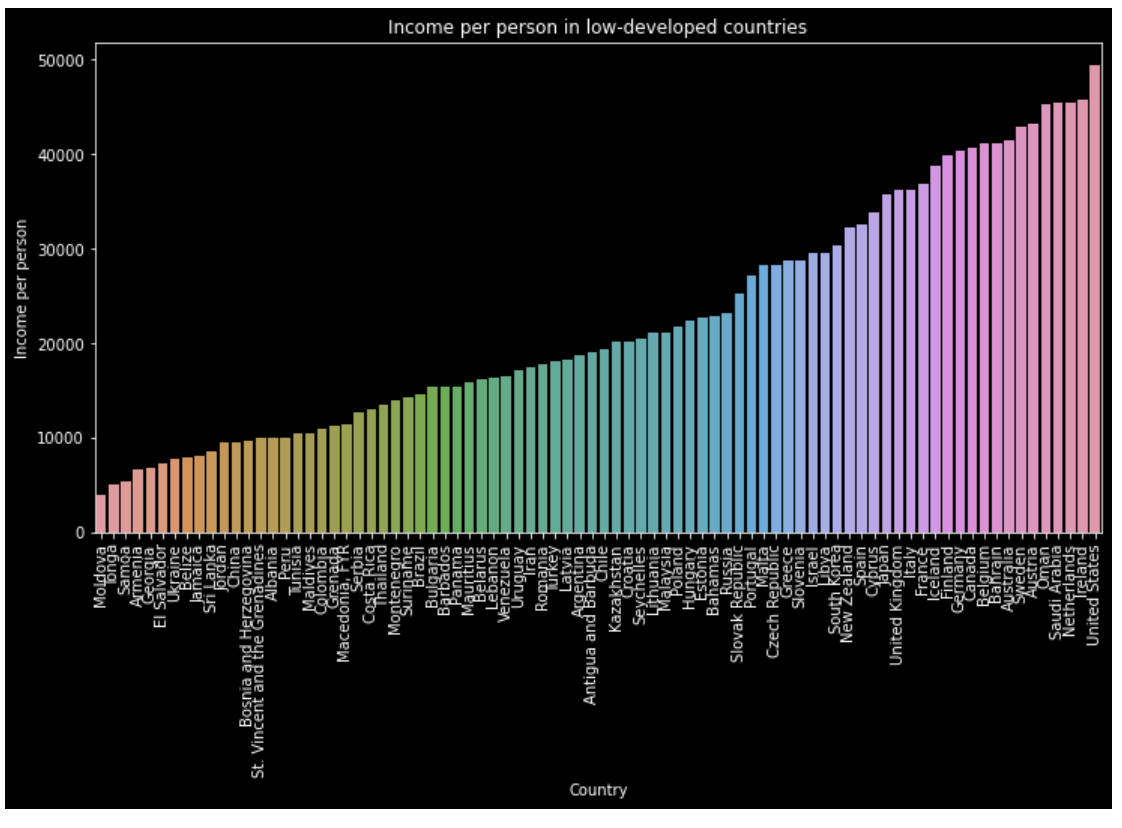 Income per person in low-developed countries
Income per person
50000
40000
30000
20000
10000
0
Moldova
Tonga
Samoa
Armenia
Georgia
El Salvador
Ukraine
Belize
Jamaica
Sri Lanka
Jordan
China
Bosnia and Herzegovina
St. Vincent and the Grenadines
Albania
Peru
Tunisia
Maldives
Colombia
Grenada
Macedonia, FYR
Serbia
Costa Rica
Thailand
Montenegro
Suriname
Brazil
Bulgaria
Barbados
Panama
Mauritius
Belarus
Lebanon
Venezuela
Uruguay
Iran
Romania
Turkey
Latvia
Argentina
Antigua and Barbuda
Chile
Kazakhstan
Croatia
Seychelles
Lithuania
Malaysia
Poland
Hungary
Estonia
Bahamas
Russia
Slovak Republic
Portugal
Malta
Czech Republic
Greece
Slovenia
Israel
Libya
South Korea
New Zealand
Spain
Cyprus
Japan
United Kingdom
Italy
France
Iceland
Finland
Germany
Canada
Belgium
Bahrain
Australia
Sweden
Austria
Oman
Saudi Arabia
Netherlands
Ireland
United States
Country